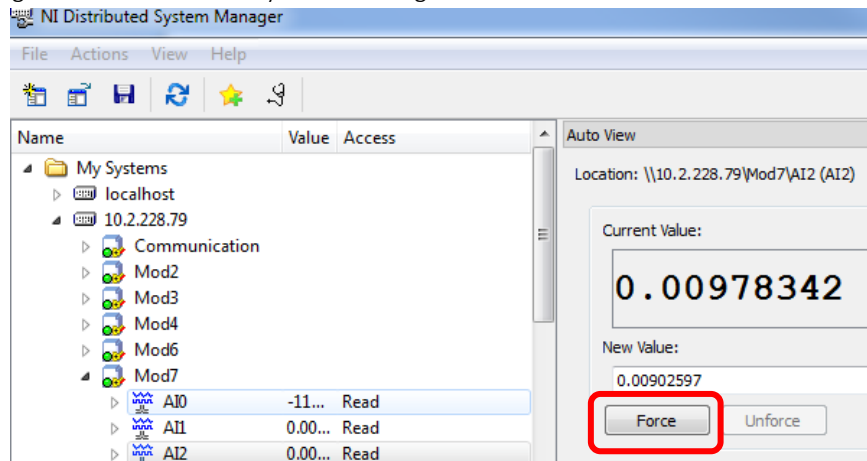 NI Distributed System Manager
File Actions View Help
Name Value Access
My Systems
localhost
10.2.228.79
Communication
Mod2
Mod3
Mod4
Mod6
Mod7
AI0 -11... Read
AI1 0.00... Read
AI2 0.00... Read
Auto View
Location: \\10.2.228.79\Mod7\AI2 (AI2)
Current Value:
0.00978342
New Value:
0.00902597
Force Unforce